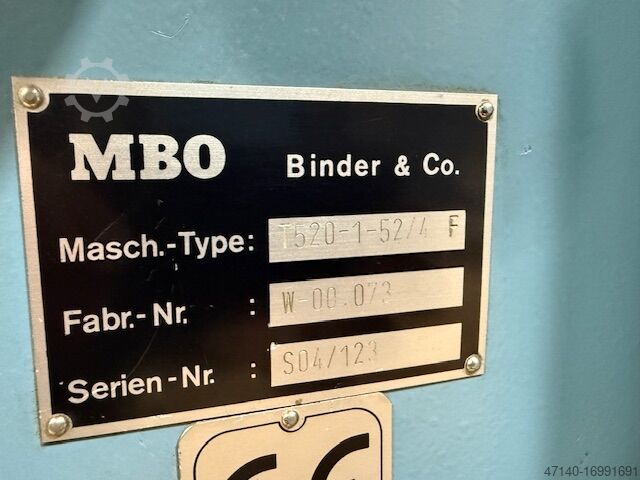 MBO Binder & Co.
Masch.-Type: T520-1-52/4 F
Fabr.-Nr. : W-00.073
Serien-Nr. : S04/123
CE
47140-16991691